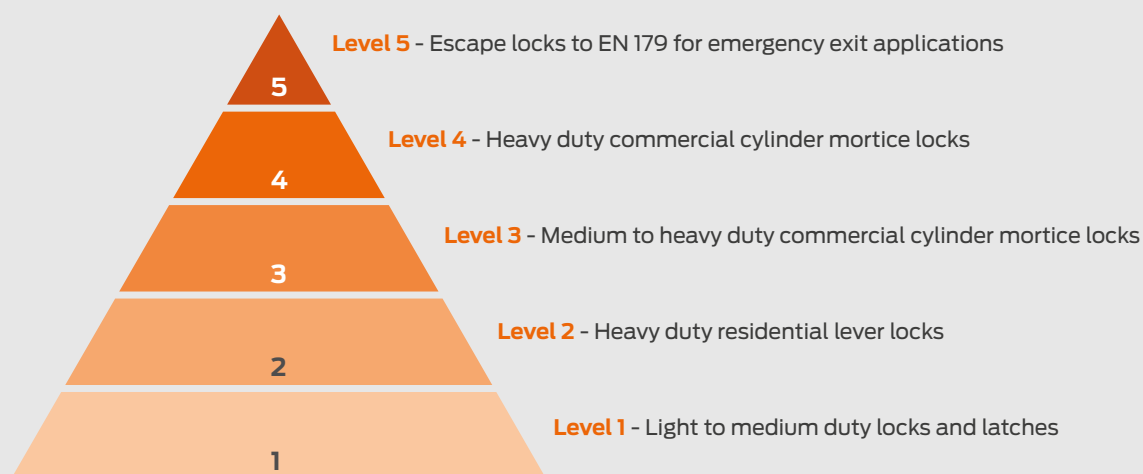 Level 5 - Escape locks to EN 179 for emergency exit applications
5
Level 4 - Heavy duty commercial cylinder mortice locks
4
Level 3 - Medium to heavy duty commercial cylinder mortice locks
3
Level 2 - Heavy duty residential lever locks
2
Level 1 - Light to medium duty locks and latches
1